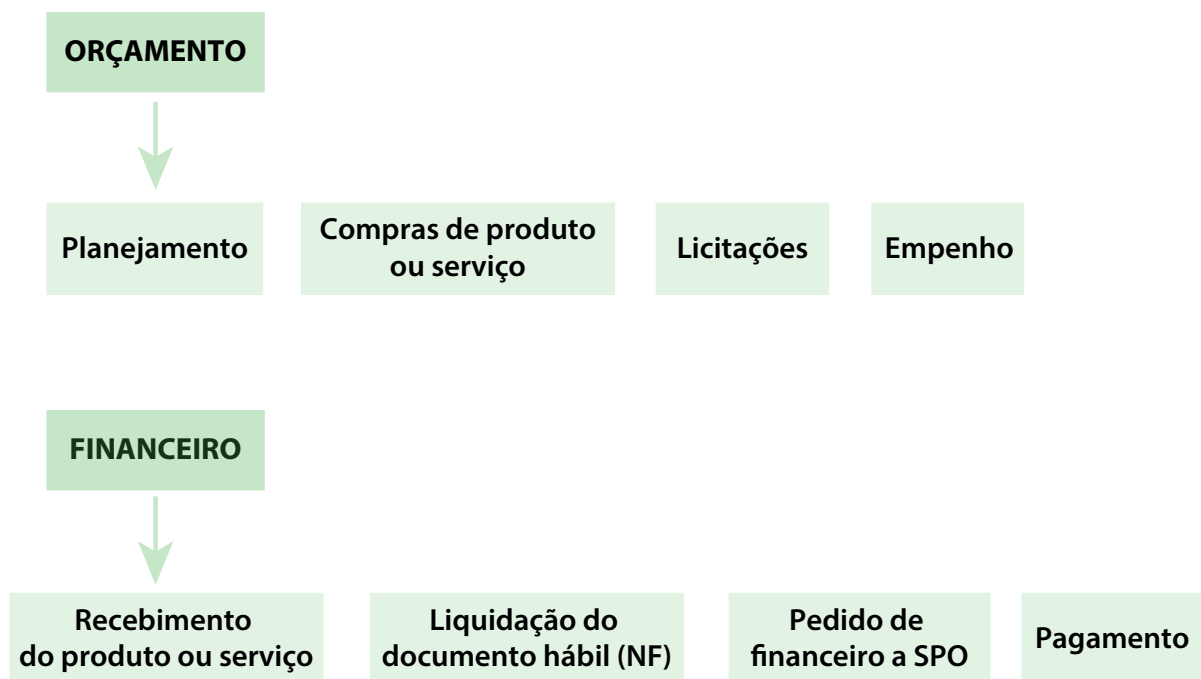 ORÇAMENTO
Planejamento
Compras de produto
ou serviço
Licitações
Empenho
FINANCEIRO
Recebimento
do produto ou serviço
Liquidação do
documento hábil (NF)
Pedido de
financeiro a SPO
Pagamento